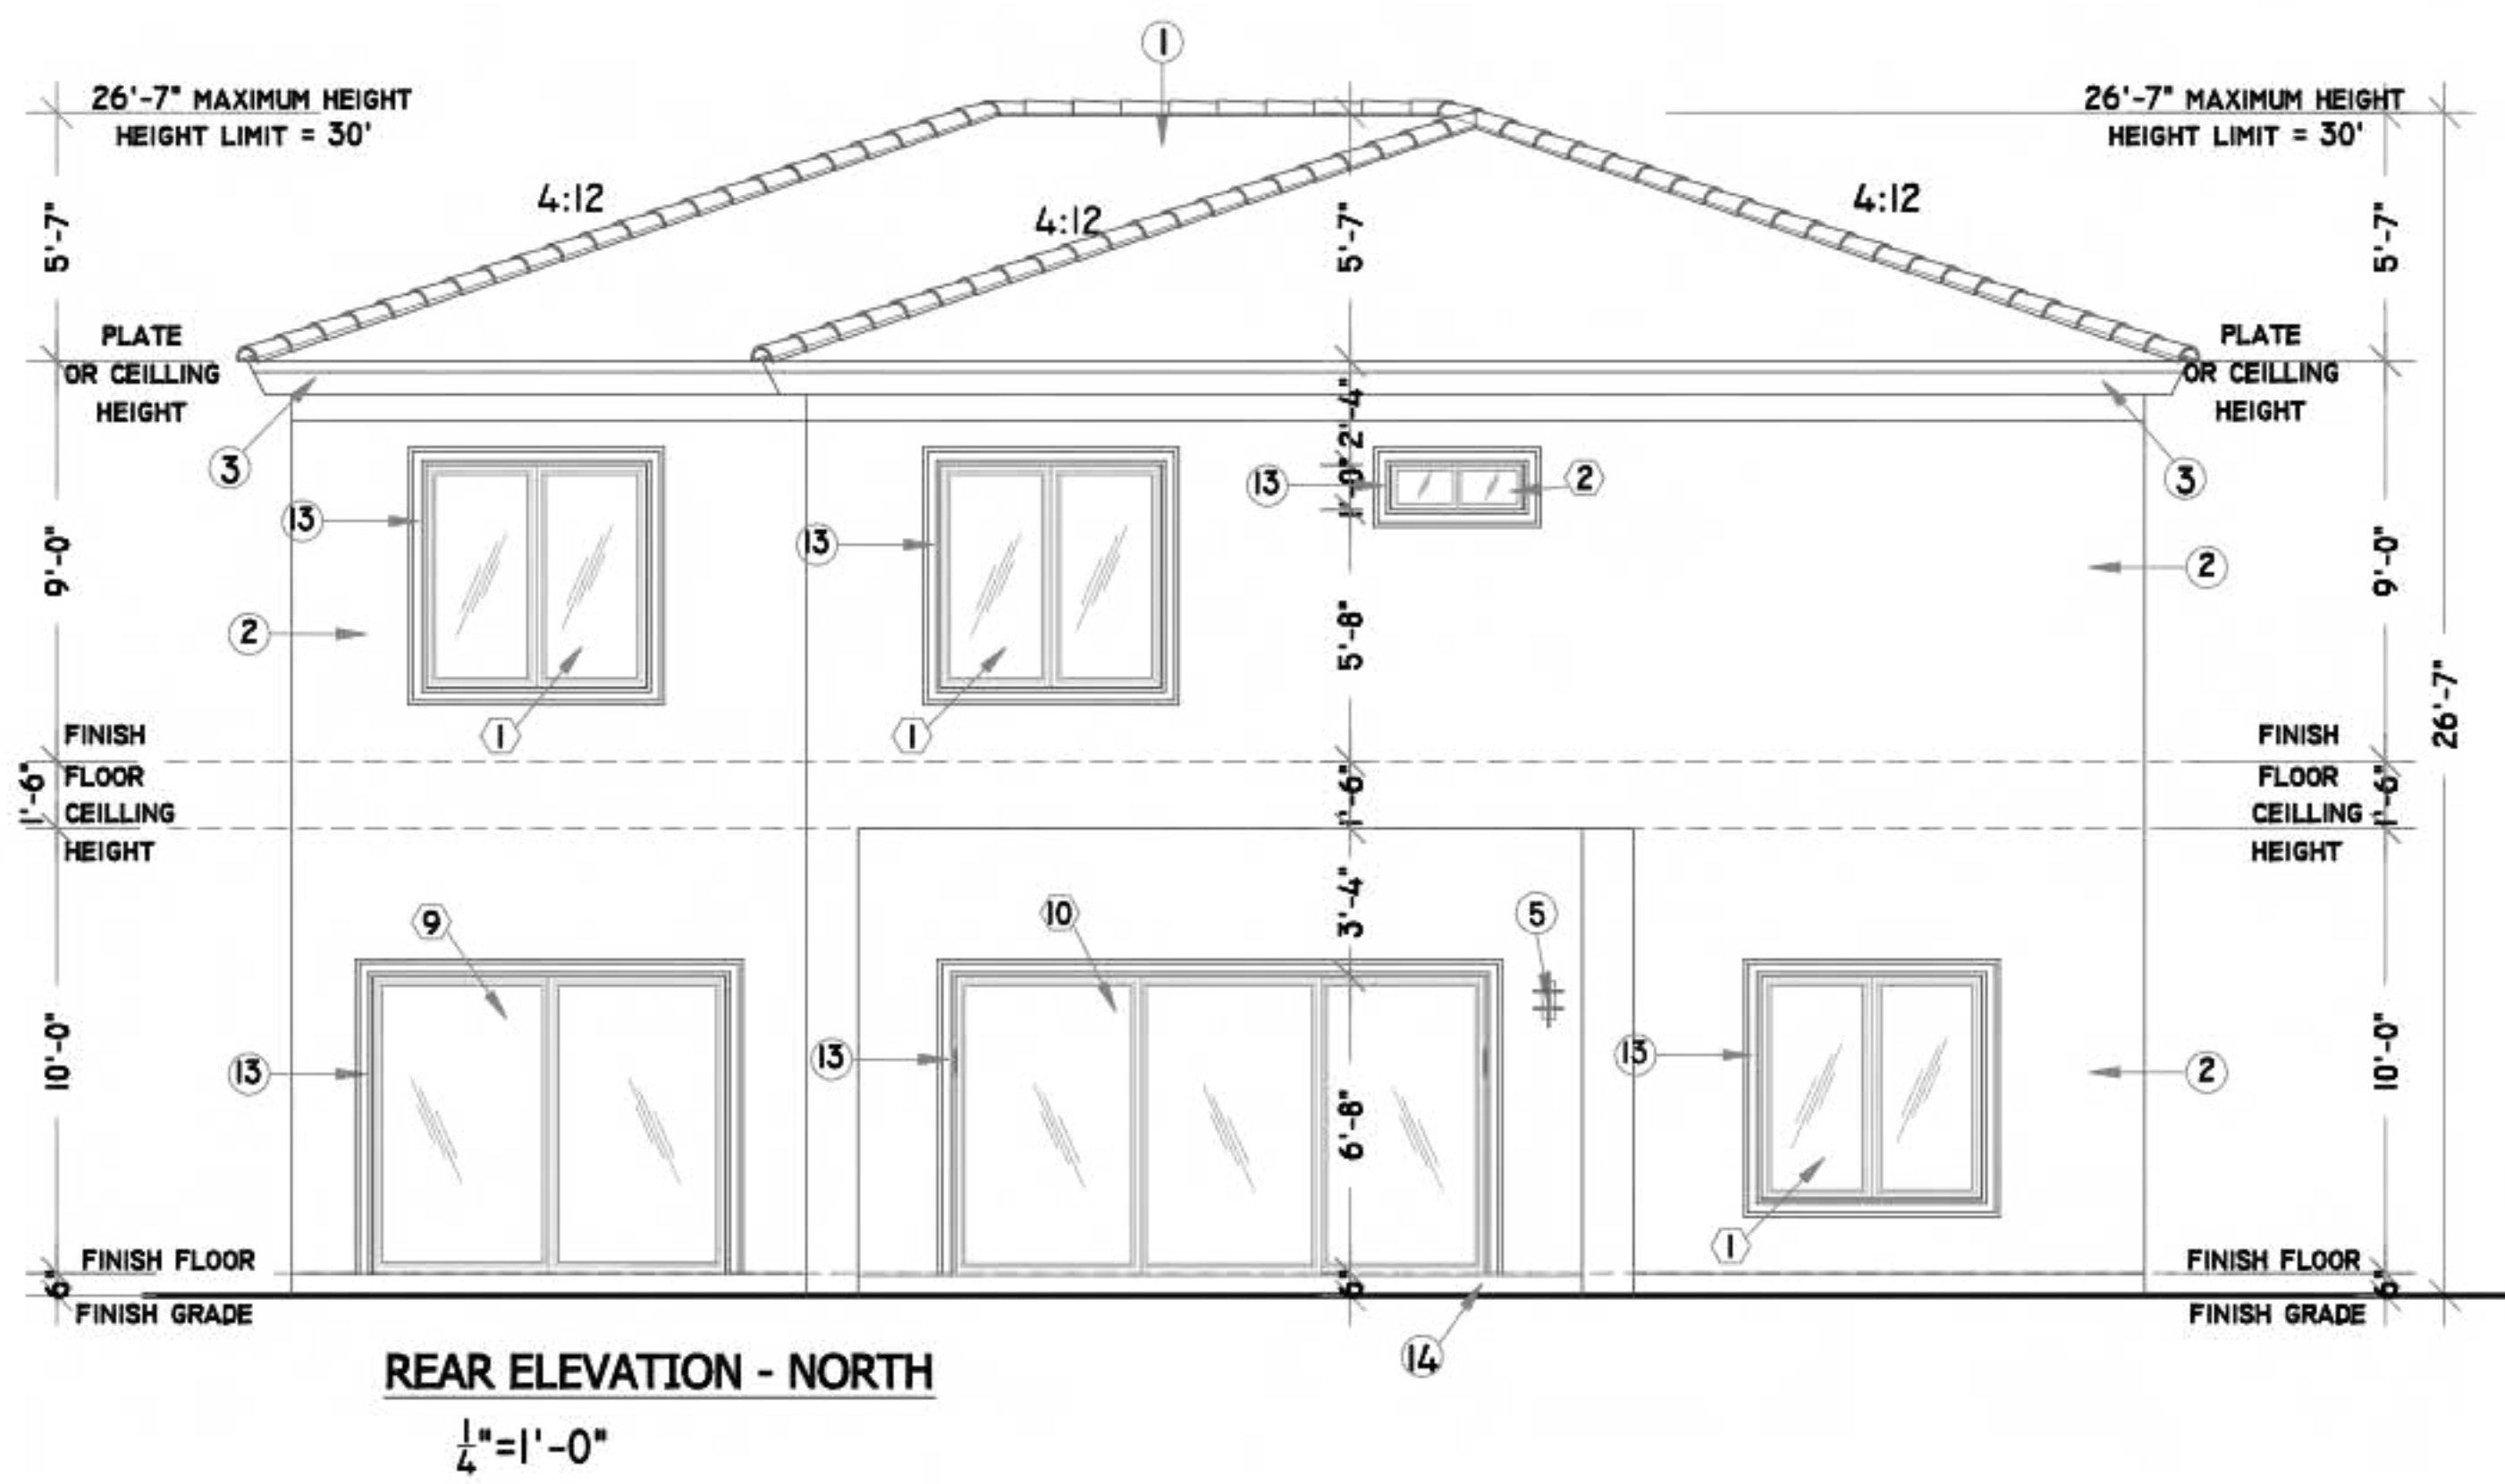 1
26'-7" MAXIMUM HEIGHT
HEIGHT LIMIT = 30'
26'-7" MAXIMUM HEIGHT
HEIGHT LIMIT = 30'
4:12
4:12
4:12
5'-7"
5'-7"
5'-7"
PLATE
OR CEILLING
HEIGHT
PLATE
OR CEILLING
HEIGHT
3
3
2'-4"
1'-0"
13
2
13
13
2
2
9'-0"
5'-8"
9'-0"
26'-7"
1
1
FINISH
FLOOR
CEILLING
HEIGHT
1'-6"
1'-6"
FINISH
FLOOR
CEILLING
HEIGHT
1'-6"
9
10
3'-4"
5
13
13
13
2
10'-0"
6'-8"
10'-0"
1
FINISH FLOOR
6"
FINISH GRADE
6"
14
FINISH FLOOR
6"
FINISH GRADE
REAR ELEVATION - NORTH
1/4"=1'-0"